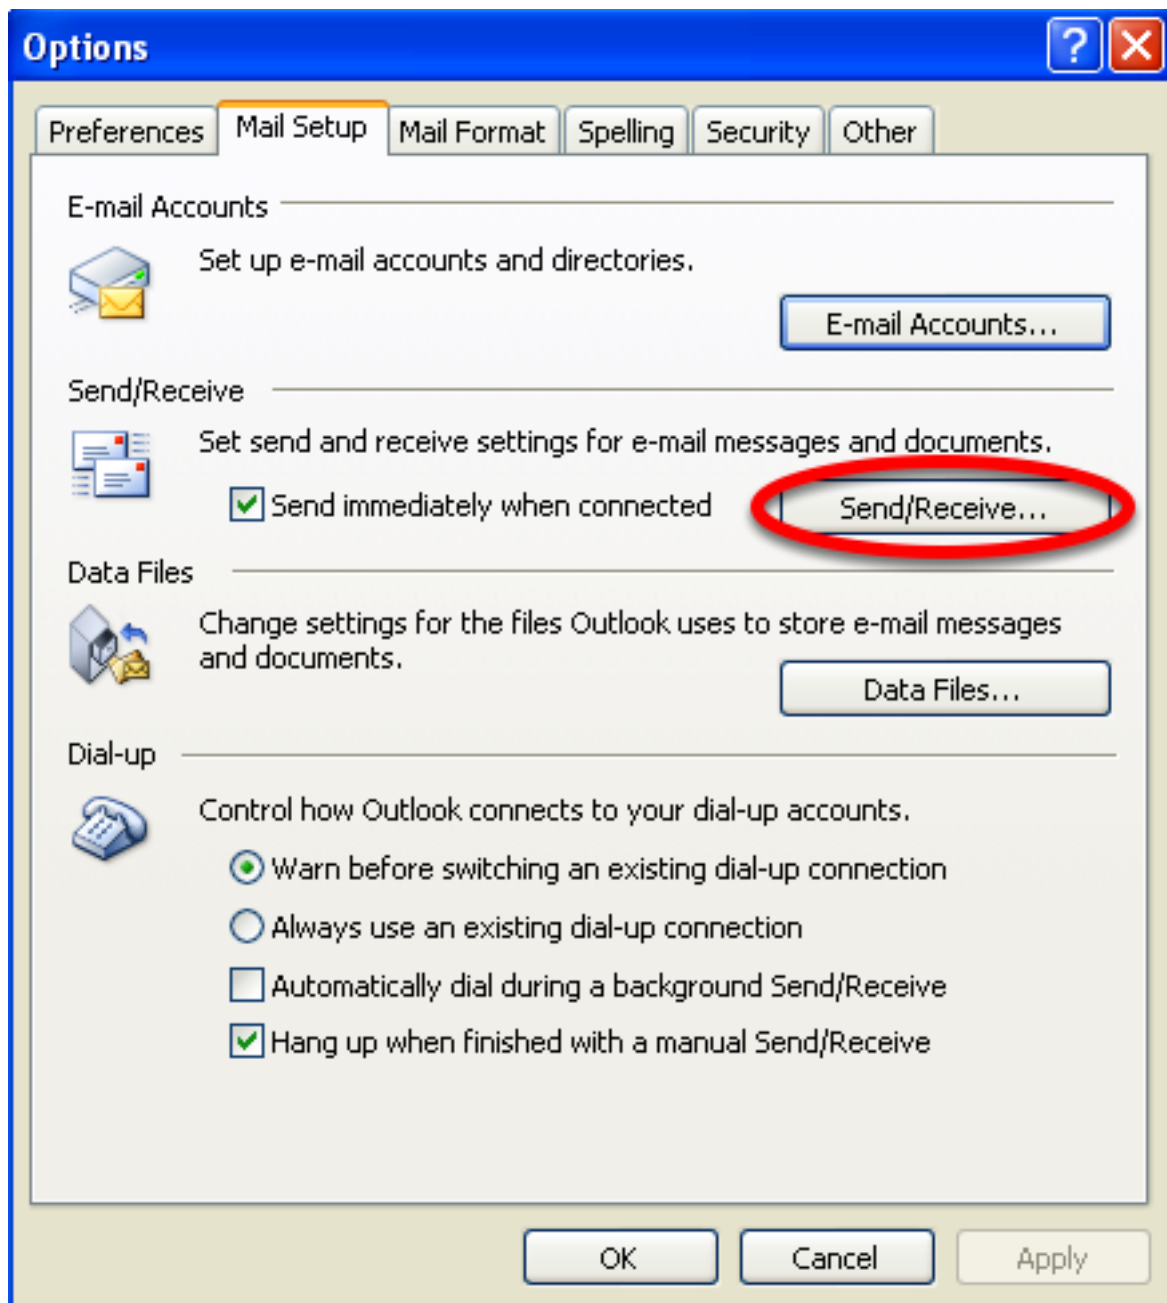 Options
Preferences Mail Setup Mail Format Spelling Security Other
E-mail Accounts
Set up e-mail accounts and directories.
E-mail Accounts...
Send/Receive
Set send and receive settings for e-mail messages and documents.
Send immediately when connected Send/Receive...
Data Files
Change settings for the files Outlook uses to store e-mail messages
and documents.
Data Files...
Dial-up
Control how Outlook connects to your dial-up accounts.
Warn before switching an existing dial-up connection
Always use an existing dial-up connection
Automatically dial during a background Send/Receive
Hang up when finished with a manual Send/Receive
OK Cancel Apply